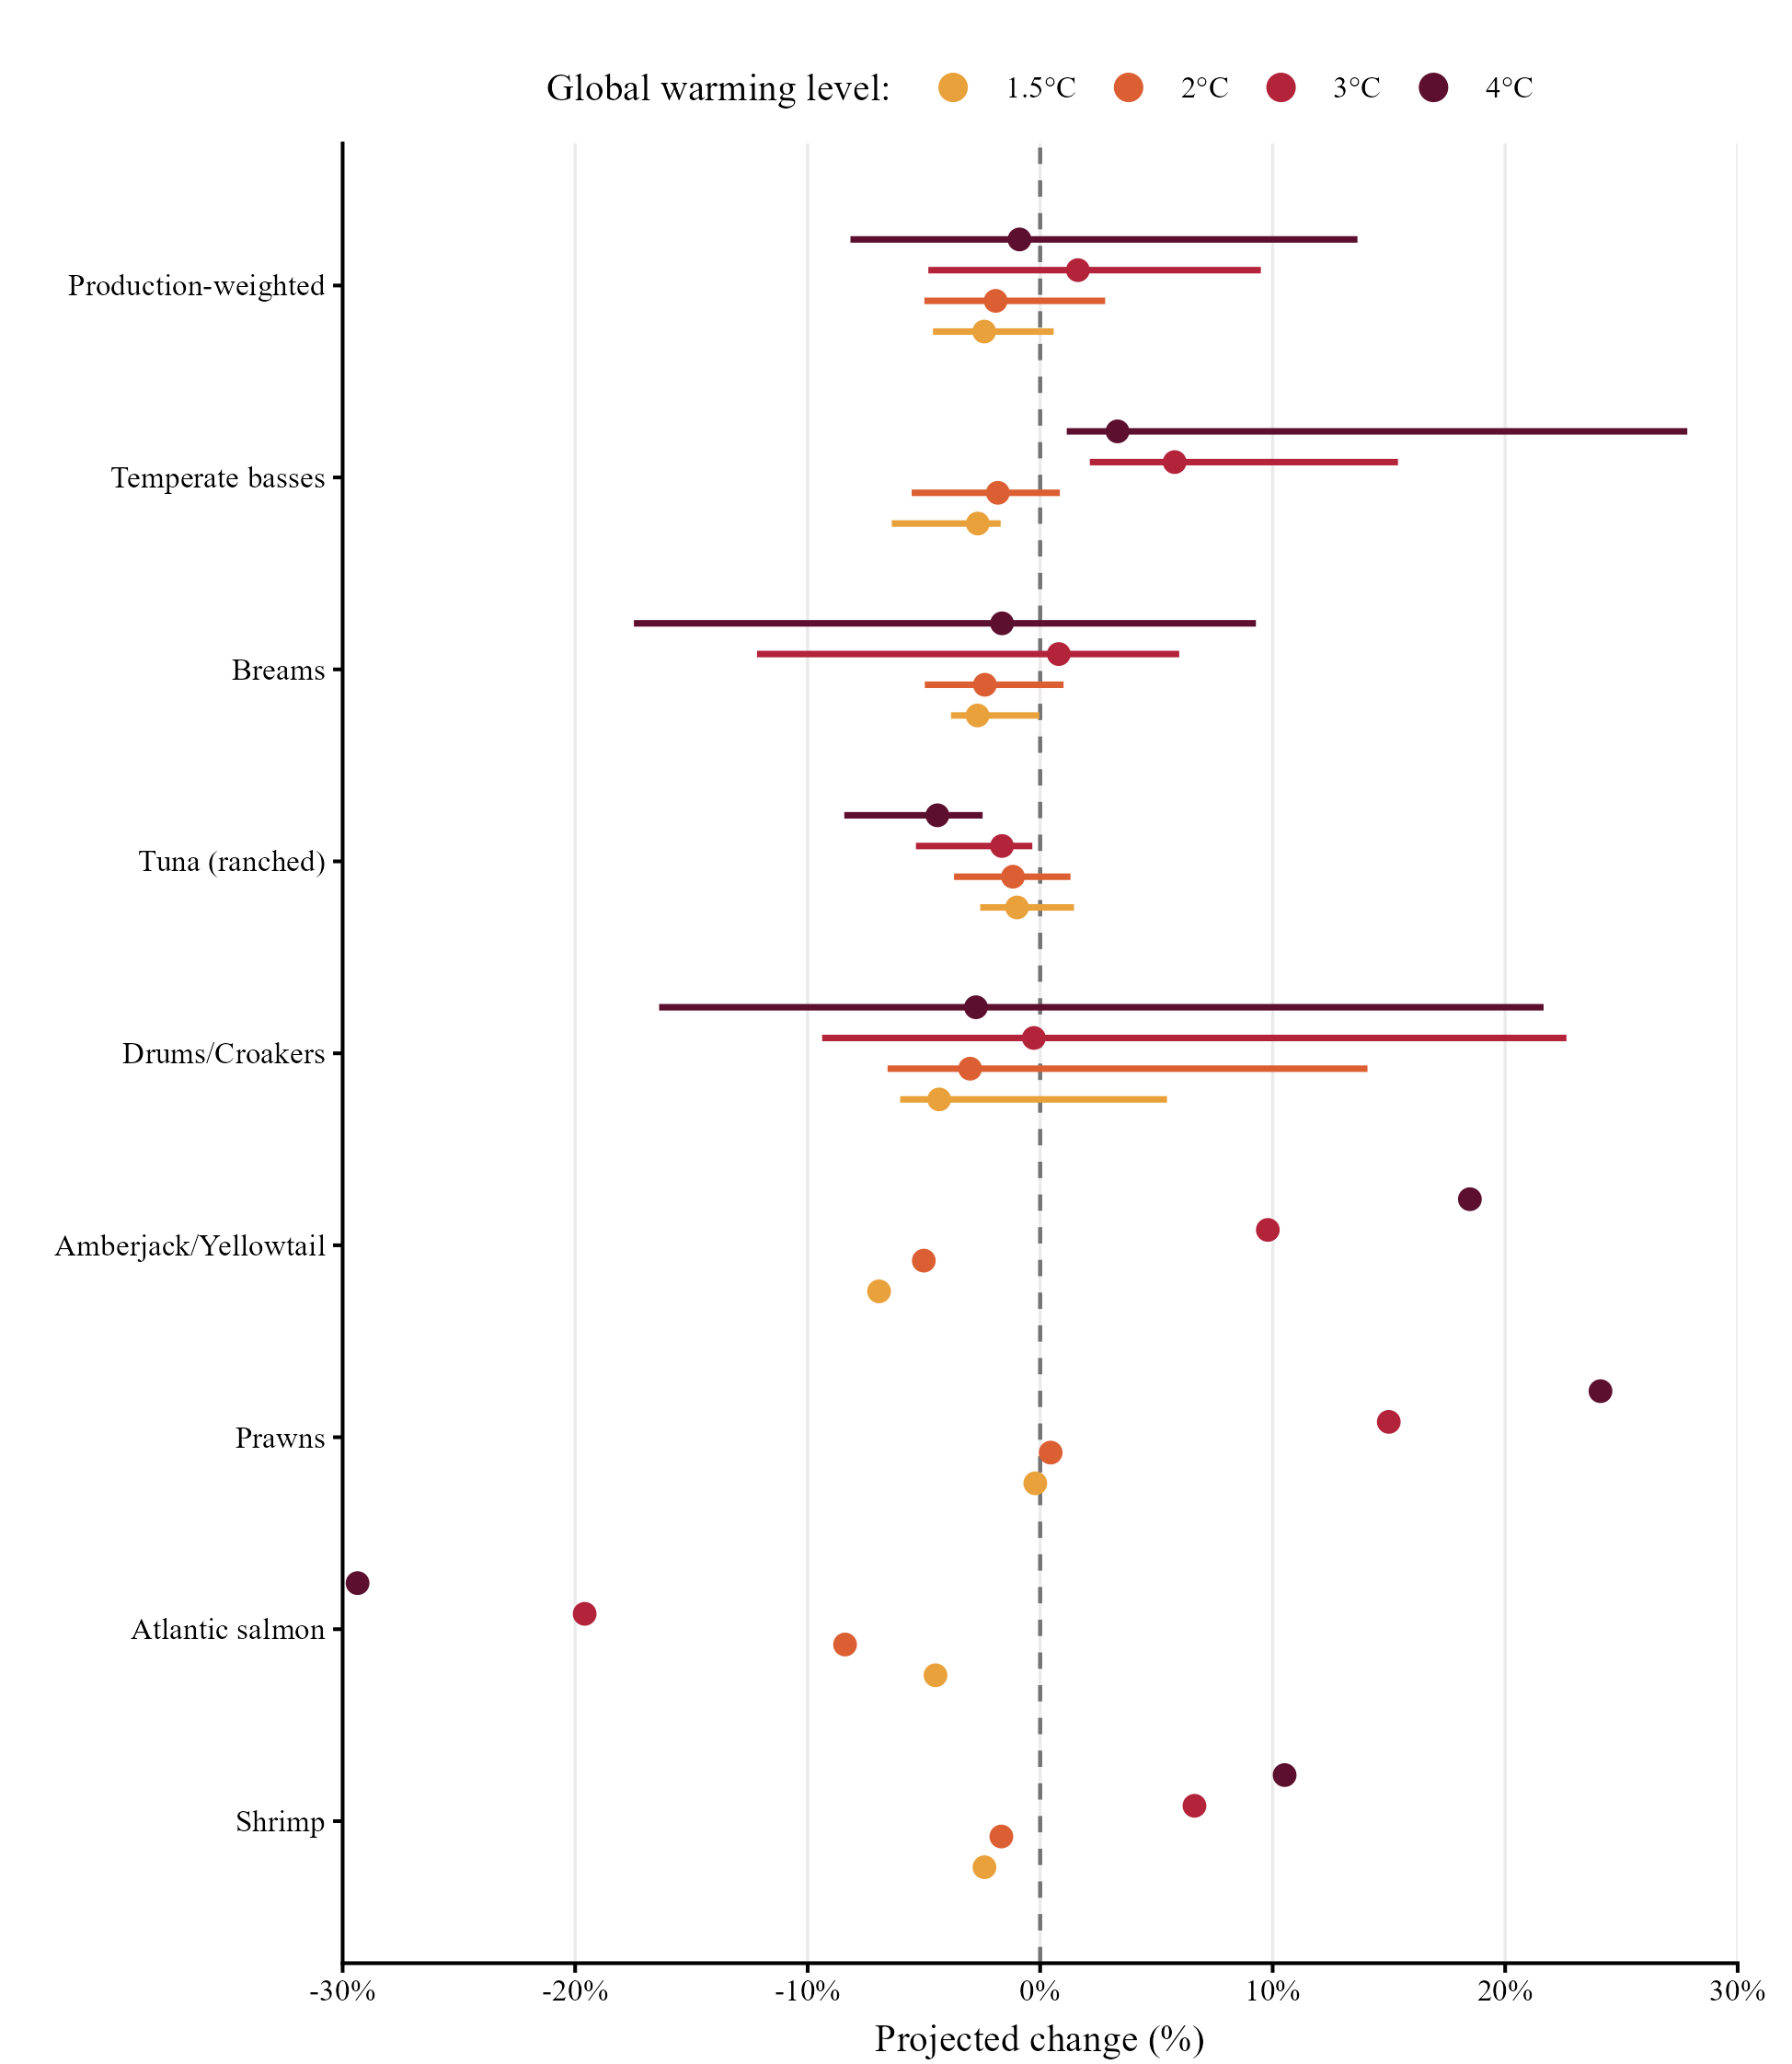 Global warming level: 1.5°C 2°C 3°C 4°C
Production-weighted
Temperate basses
Breams
Tuna (ranched)
Drums/Croakers
Amberjack/Yellowtail
Prawns
Atlantic salmon
Shrimp
-30% -20% -10% 0% 10% 20% 30%
Projected change (%)